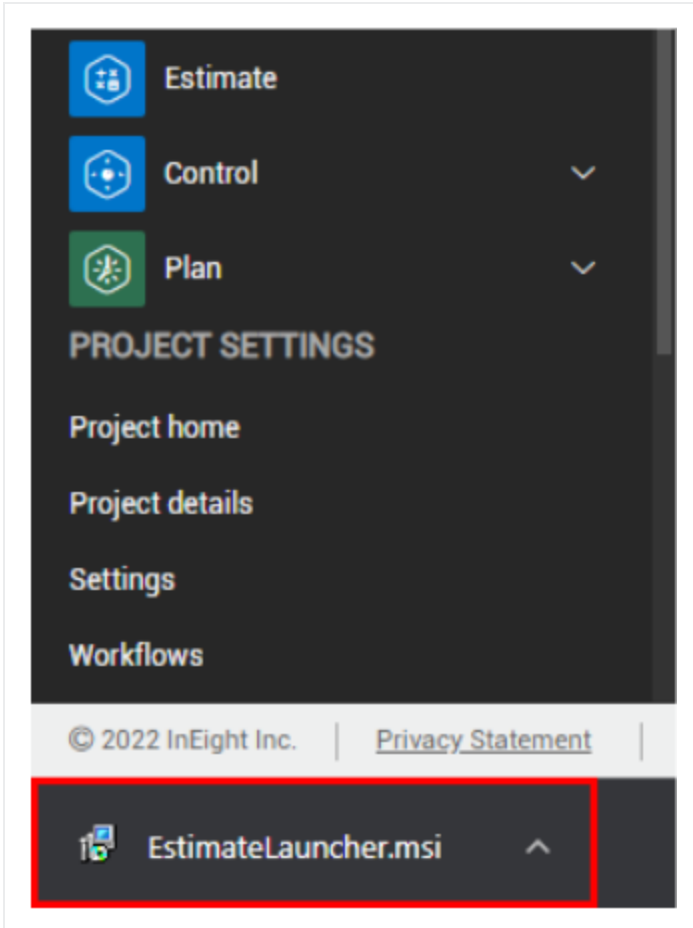 Estimate
Control
Plan
PROJECT SETTINGS
Project home
Project details
Settings
Workflows
© 2022 InEight Inc. | Privacy Statement |
EstimateLauncher.msi